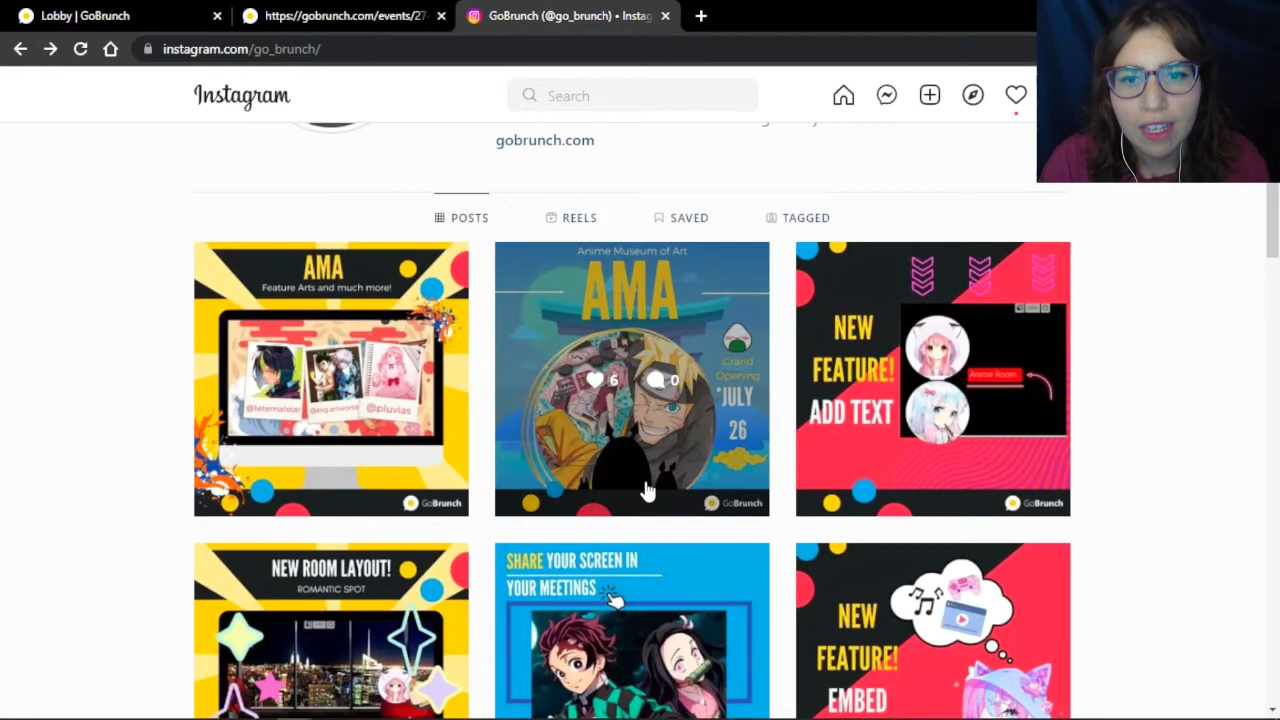 Lobby | GoBrunch
https://gobrunch.com/events/27
GoBrunch (@go_brunch) • Instag
instagram.com/go_brunch/
Instagram
Search
gobrunch.com
POSTS
REELS
SAVED
TAGGED
AMA
Feature Arts and much more!
@1eternalstar
@pluvias
GoBrunch
Anime Museum of Art
AMA
6
0
Grand
Opening
*JULY
26
GoBrunch
NEW
FEATURE!
ADD TEXT
Anime Room
GoBrunch
NEW ROOM LAYOUT!
ROMANTIC SPOT
SHARE YOUR SCREEN IN
YOUR MEETINGS
NEW
FEATURE!
EMBED